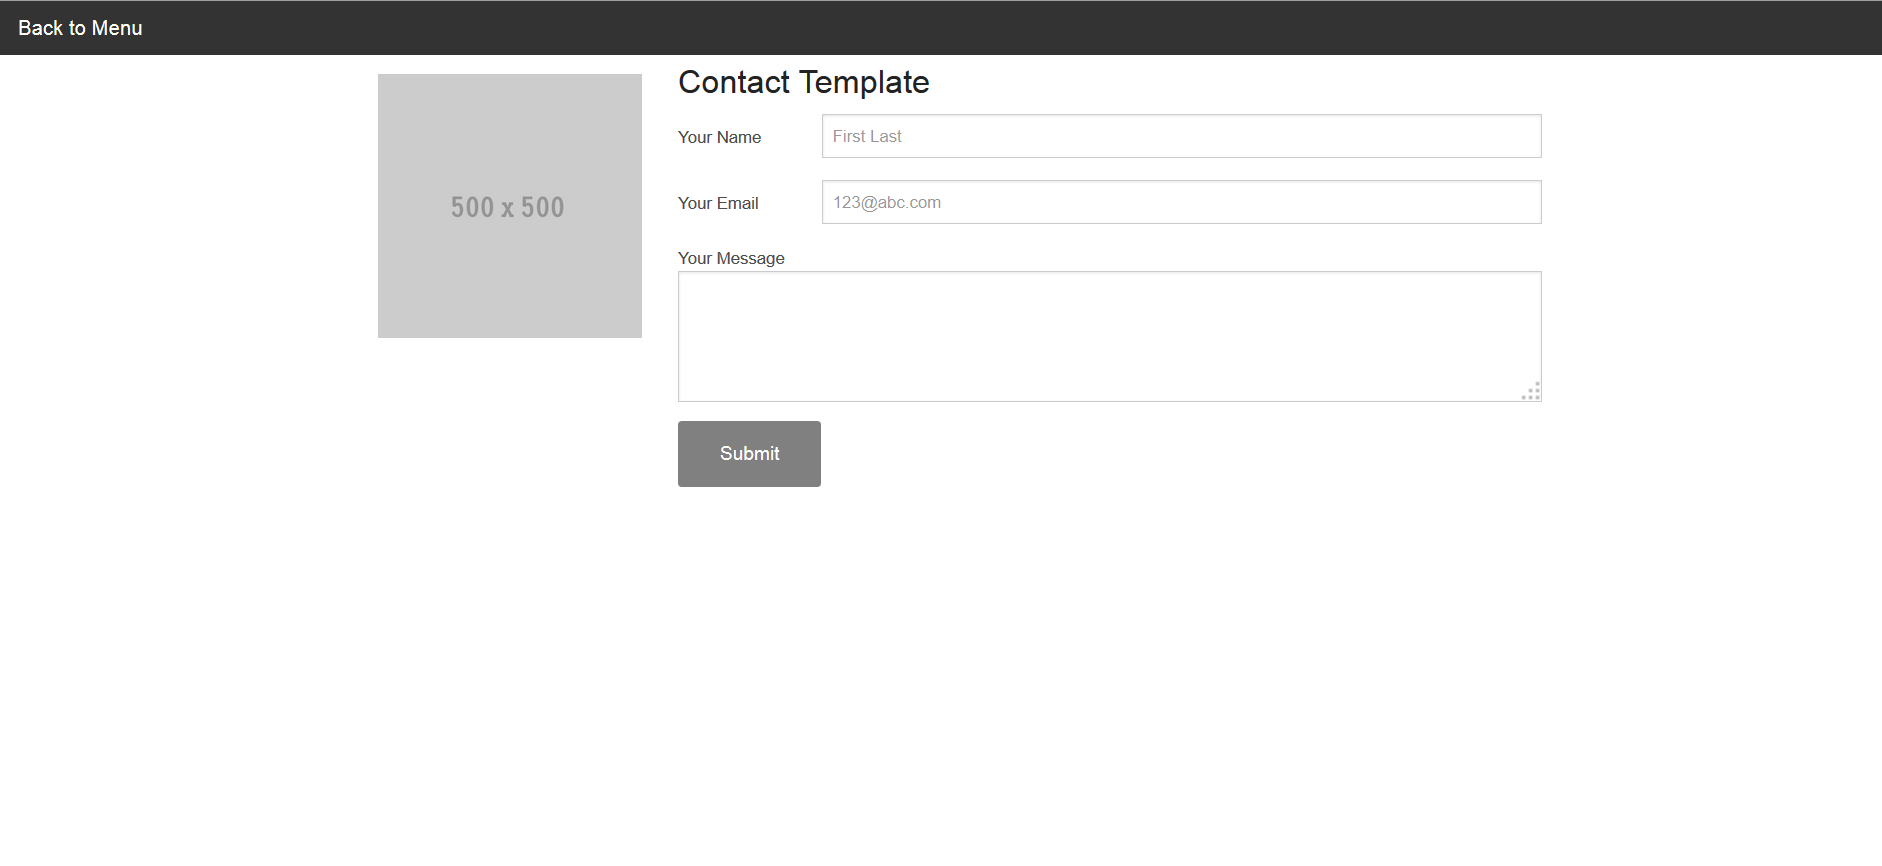 Back to Menu
500 x 500
Contact Template
Your Name
First Last
Your Email
123@abc.com
Your Message
Submit